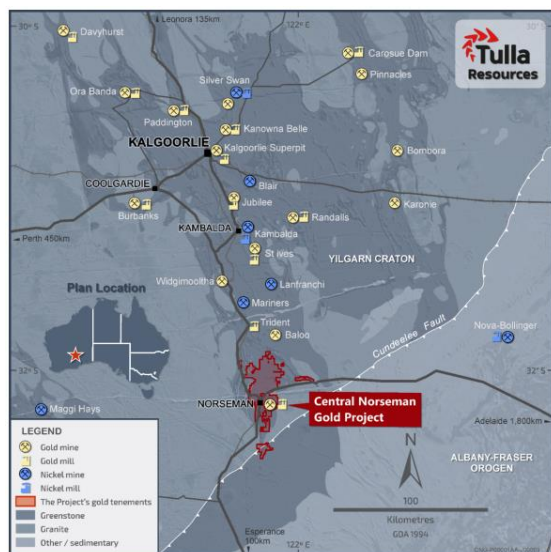 30° S
Leonora 135km
122° E
30° S
Davyhurst
Carosue Dam
Pinnacles
Tulla
Resources
Silver Swan
Ora Banda
Paddington
Kanowna Belle
KALGOORLIE
Kalgoorlie Superpit
Bombora
COOLGARDIE
Blair
Jubilee
Burbanks
Randalls
Karonie
KAMBALDA
Kambalda
Perth 450km
St Ives
YILGARN CRATON
Widgimooltha
Lanfranchi
Plan Location
Mariners
Cundeelee Fault
Nova-Bollinger
Trident
Baloo
32° S
32° S
NORSEMAN
Central Norseman
Gold Project
Maggi Hays
Adelaide 1,800km
LEGEND
Gold mine
Gold mill
Nickel mine
Nickel mill
The Project's gold tenements
Greenstone
Granite
Other / sedimentary
N
ALBANY-FRASER
OROGEN
100
Kilometres
GDA 1994
Esperance
100km
122° E